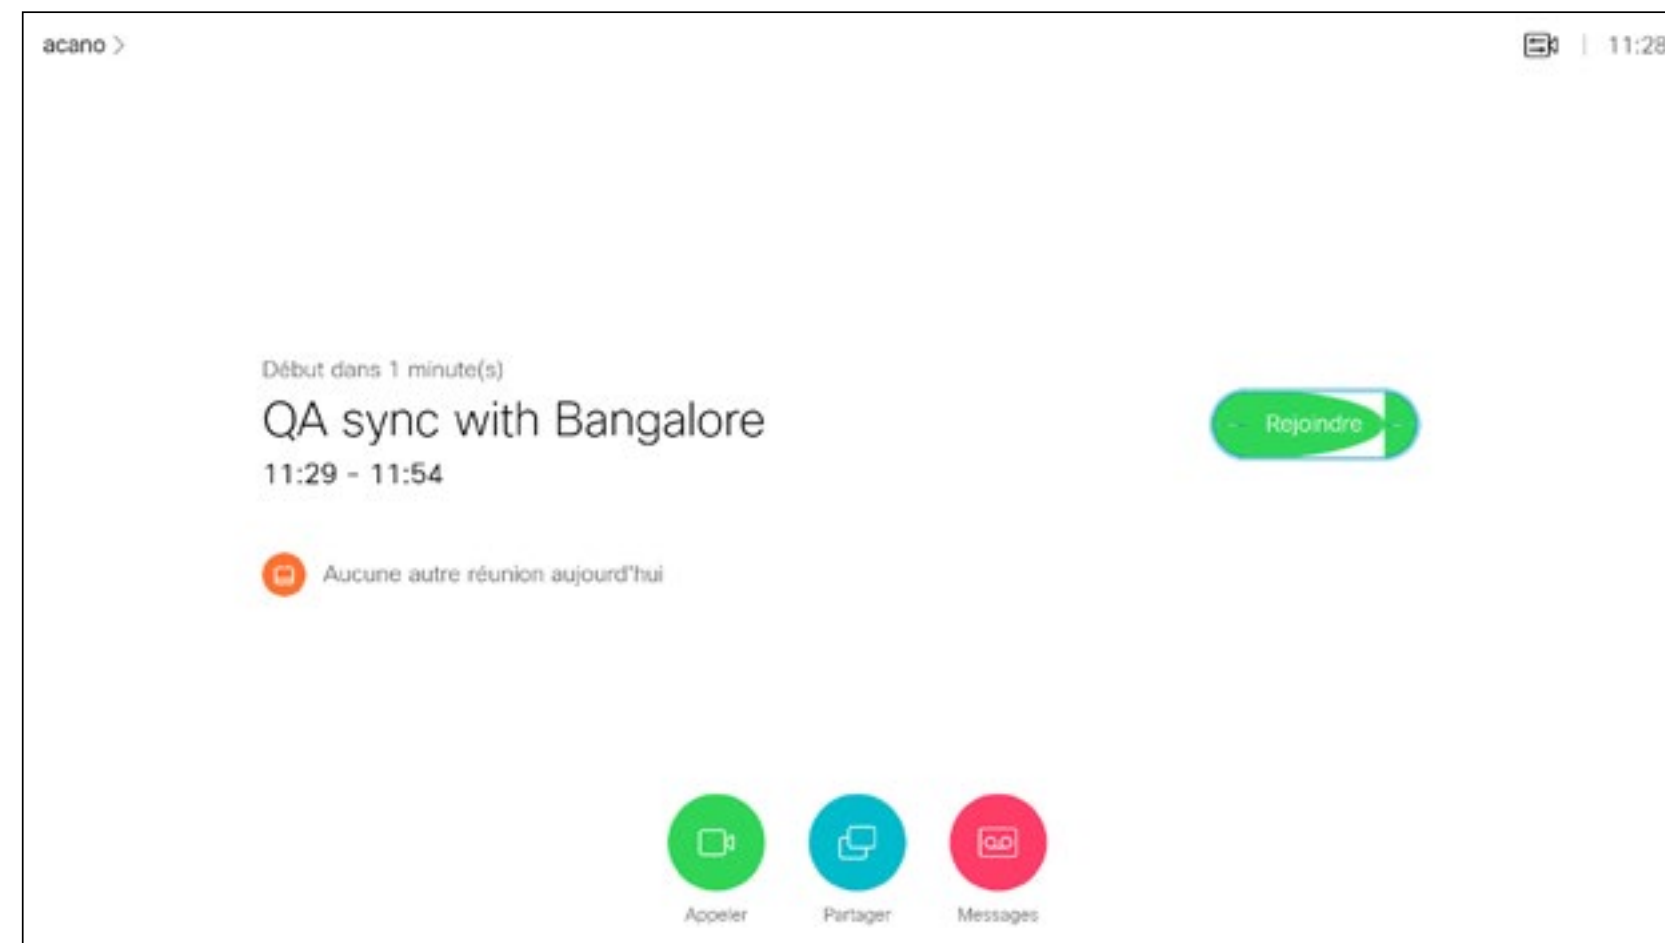 acano >
11:28
Début dans 1 minute(s)
QA sync with Bangalore
11:29 - 11:54
Rejoindre
Aucune autre réunion aujourd'hui
Appeler
Partager
Messages